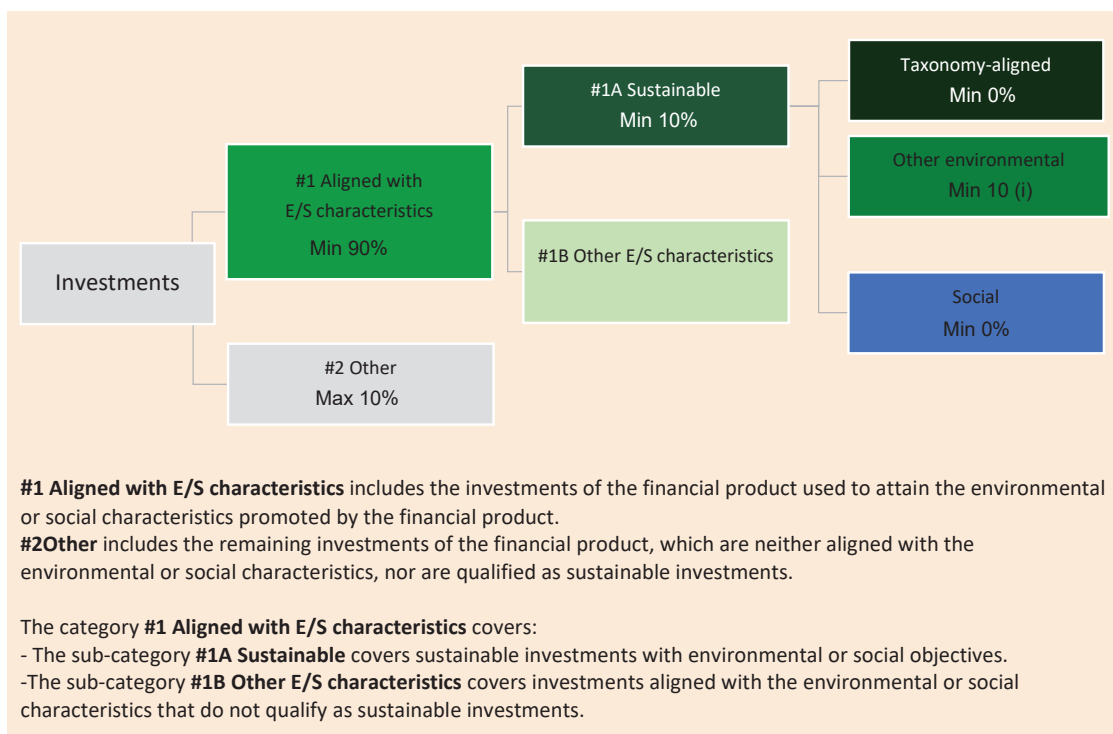 Taxonomy-aligned
Min 0%
#1A Sustainable
Min 10%
Other environmental
Min 10 (i)
#1 Aligned with
E/S characteristics
Min 90%
#1B Other E/S characteristics
Investments
Social
Min 0%
#2 Other
Max 10%
#1 Aligned with E/S characteristics includes the investments of the financial product used to attain the environmental
or social characteristics promoted by the financial product.
#2Other includes the remaining investments of the financial product, which are neither aligned with the
environmental or social characteristics, nor are qualified as sustainable investments.
The category #1 Aligned with E/S characteristics covers:
- The sub-category #1A Sustainable covers sustainable investments with environmental or social objectives.
-The sub-category #1B Other E/S characteristics covers investments aligned with the environmental or social
characteristics that do not qualify as sustainable investments.